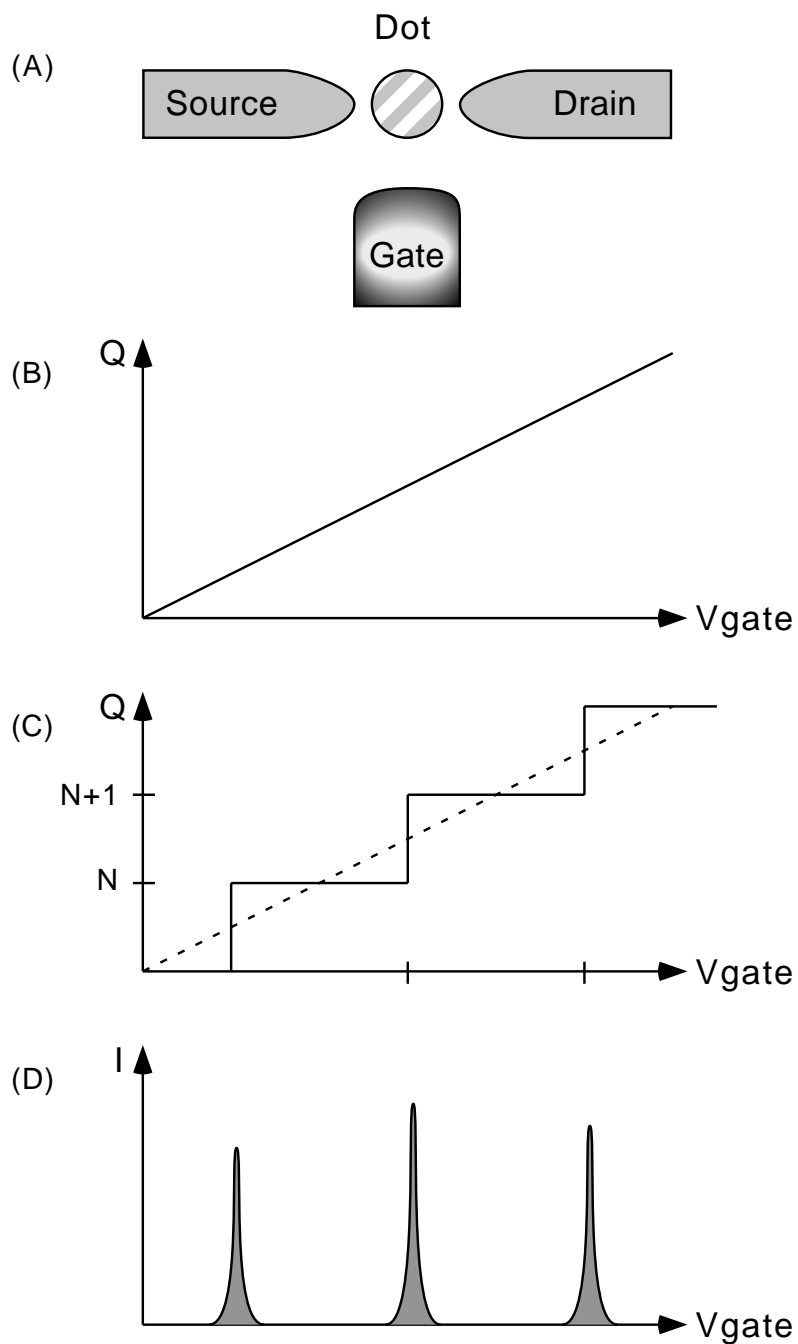 Dot
(A)
Source
Drain
Gate
(B)
Q
Vgate
(C)
Q
N+1
N
Vgate
(D)
I
Vgate